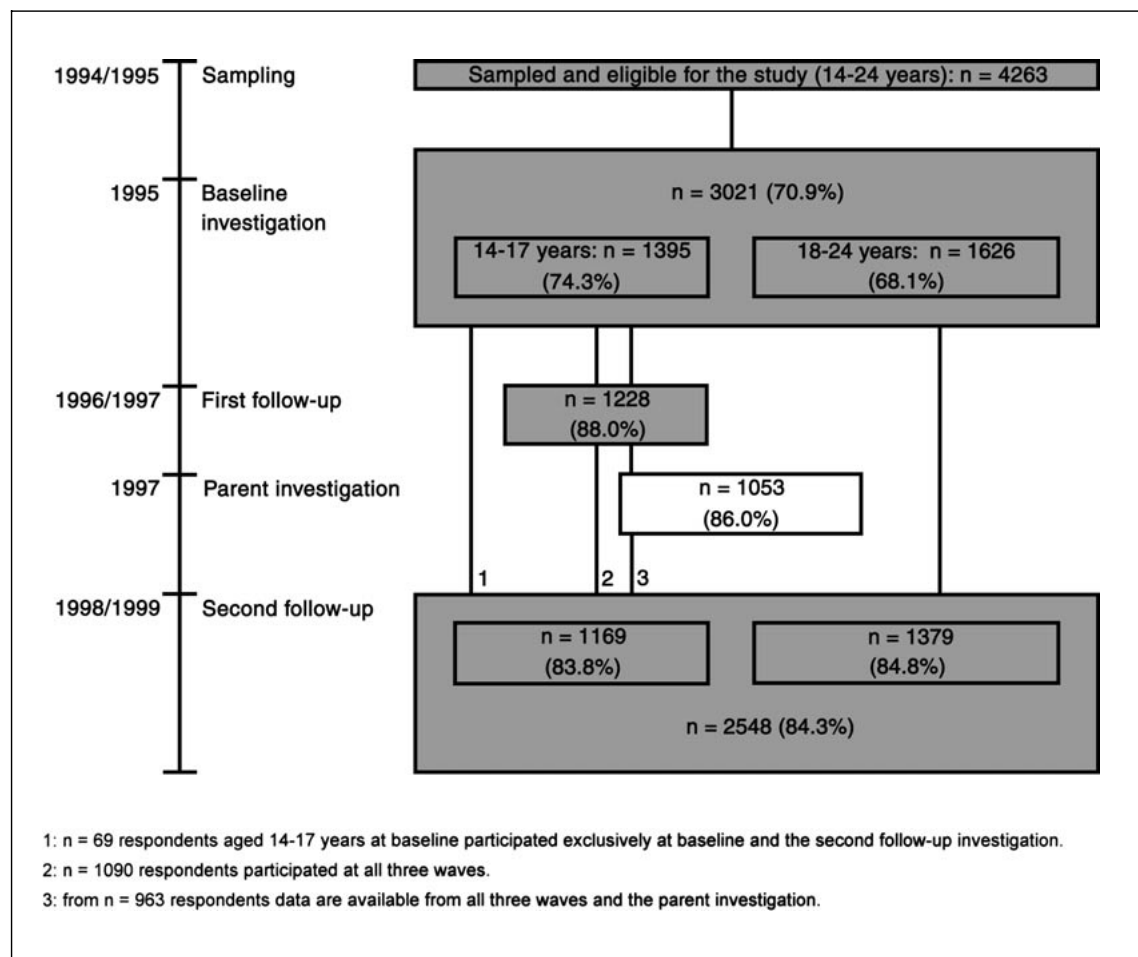 1994/1995 Sampling Sampled and eligible for the study (14-24 years): n = 4263
1995 Baseline
investigation
n = 3021 (70.9%)
14-17 years: n = 1395
(74.3%)
18-24 years: n = 1626
(68.1%)
1996/1997 First follow-up
n = 1228
(88.0%)
1997 Parent investigation
n = 1053
(86.0%)
1 2 3
1998/1999 Second follow-up
n = 1169
(83.8%)
n = 1379
(84.8%)
n = 2548 (84.3%)
1: n = 69 respondents aged 14-17 years at baseline participated exclusively at baseline and the second follow-up investigation.
2: n = 1090 respondents participated at all three waves.
3: from n = 963 respondents data are available from all three waves and the parent investigation.